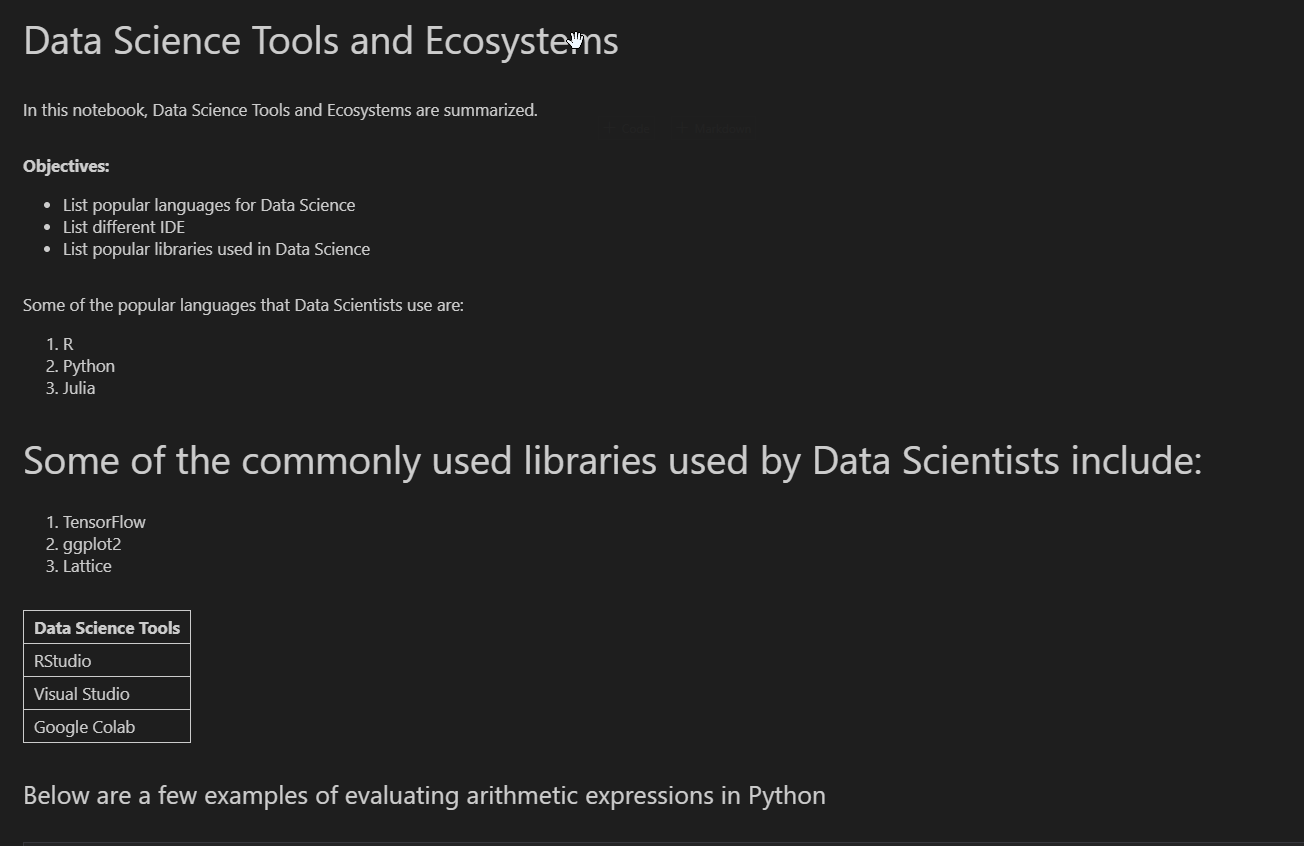 Data Science Tools and Ecosystems
In this notebook, Data Science Tools and Ecosystems are summarized.
Objectives:
• List popular languages for Data Science
• List different IDE
• List popular libraries used in Data Science
Some of the popular languages that Data Scientists use are:
1. R
2. Python
3. Julia
Some of the commonly used libraries used by Data Scientists include:
1. TensorFlow
2. ggplot2
3. Lattice
Data Science Tools
RStudio
Visual Studio
Google Colab
Below are a few examples of evaluating arithmetic expressions in Python